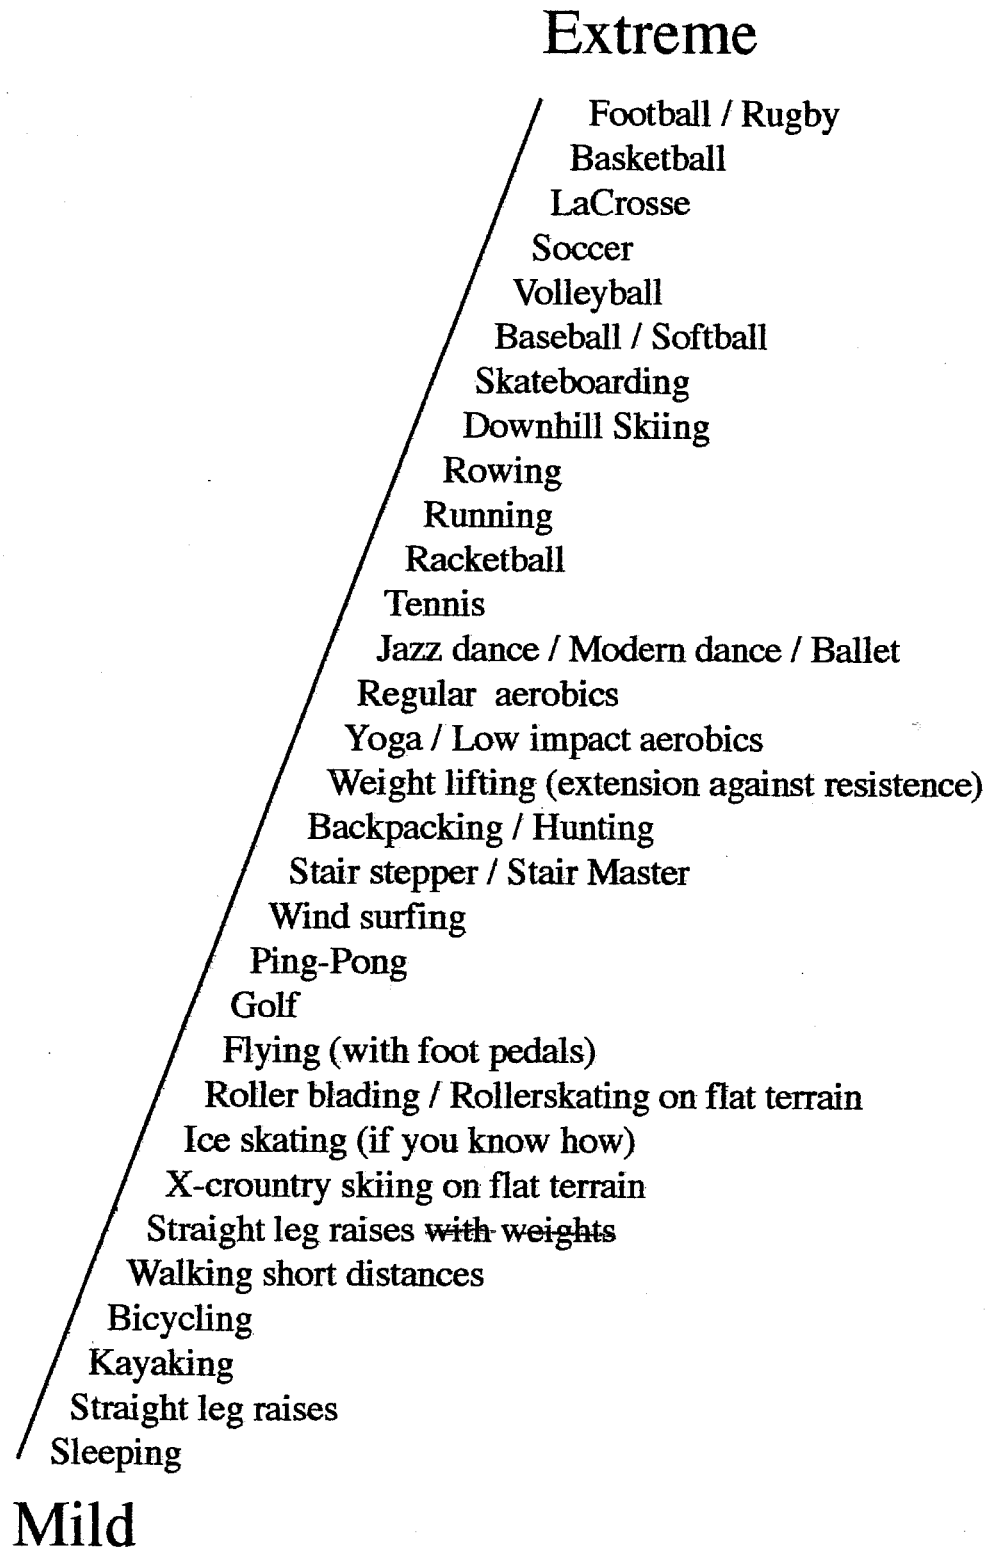 Extreme
Football / Rugby
Basketball
LaCrosse
Soccer
Volleyball
Baseball / Softball
Skateboarding
Downhill Skiing
Rowing
Running
Racketball
Tennis
Jazz dance / Modern dance / Ballet
Regular aerobics
Yoga / Low impact aerobics
Weight lifting (extension against resistence)
Backpacking / Hunting
Stair stepper / Stair Master
Wind surfing
Ping-Pong
Golf
Flying (with foot pedals)
Roller blading / Rollerskating on flat terrain
Ice skating (if you know how)
X-crountry skiing on flat terrain
Straight leg raises with weights
Walking short distances
Bicycling
Kayaking
Straight leg raises
Sleeping
Mild